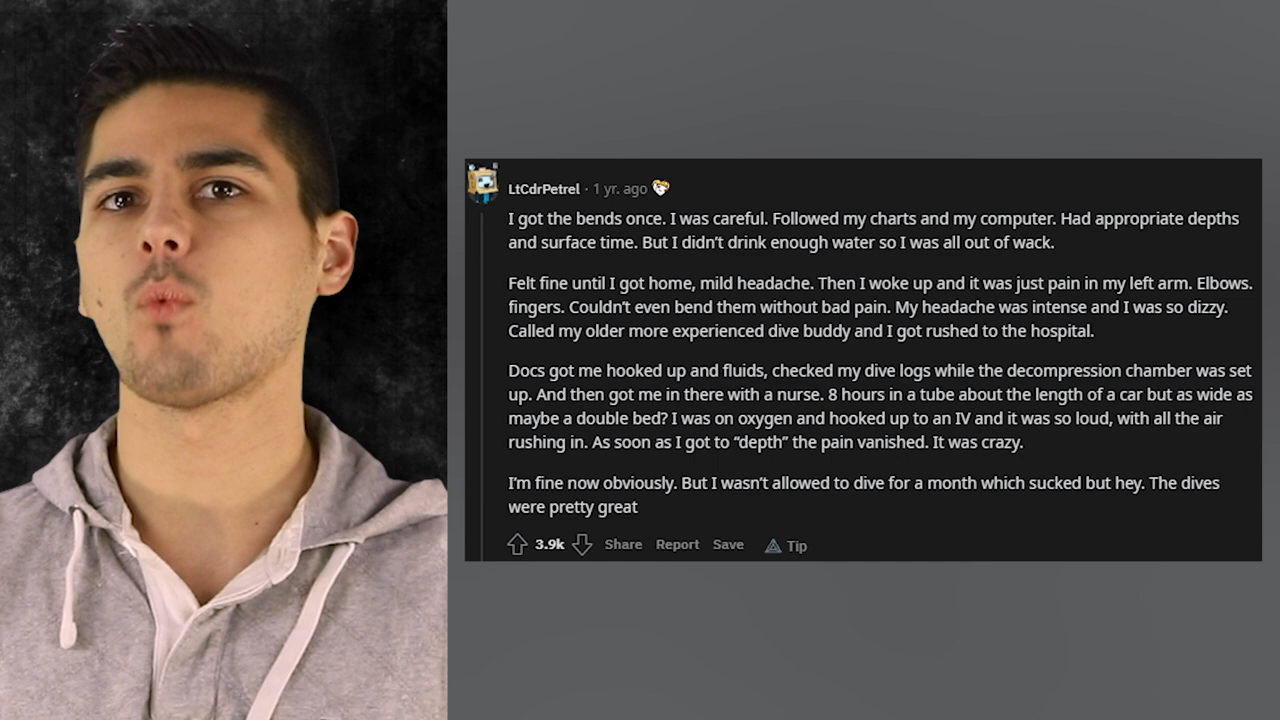 LtCdrPetrel · 1 yr. ago
I got the bends once. I was careful. Followed my charts and my computer. Had appropriate depths
and surface time. But I didn't drink enough water so I was all out of wack.
Felt fine until I got home, mild headache. Then I woke up and it was just pain in my left arm. Elbows.
fingers. Couldn't even bend them without bad pain. My headache was intense and I was so dizzy.
Called my older more experienced dive buddy and I got rushed to the hospital.
Docs got me hooked up and fluids, checked my dive logs while the decompression chamber was set
up. And then got me in there with a nurse. 8 hours in a tube about the length of a car but as wide as
maybe a double bed? I was on oxygen and hooked up to an IV and it was so loud, with all the air
rushing in. As soon as I got to “depth” the pain vanished. It was crazy.
I'm fine now obviously. But I wasn't allowed to dive for a month which sucked but hey. The dives
were pretty great
3.9k Share Report Save Tip